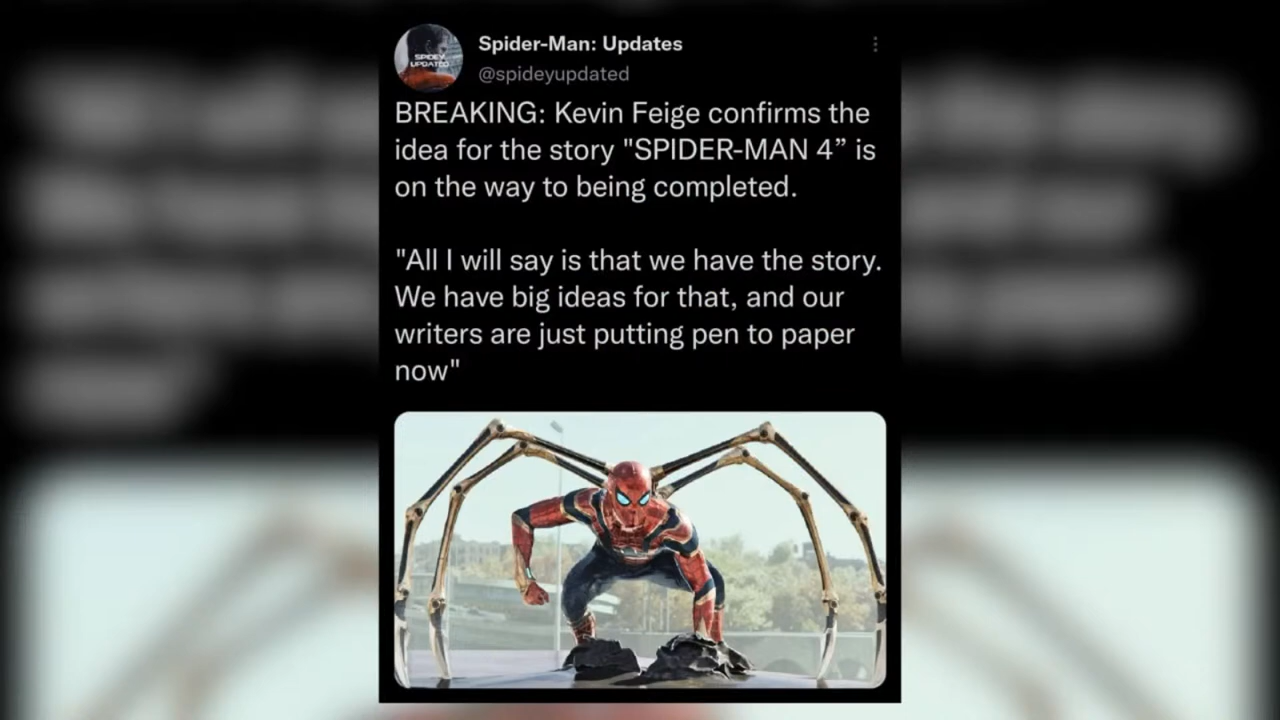 SPIDEY
UPDATED
Spider-Man: Updates
@spideyupdated
BREAKING: Kevin Feige confirms the
idea for the story "SPIDER-MAN 4” is
on the way to being completed.
"All I will say is that we have the story.
We have big ideas for that, and our
writers are just putting pen to paper
now"